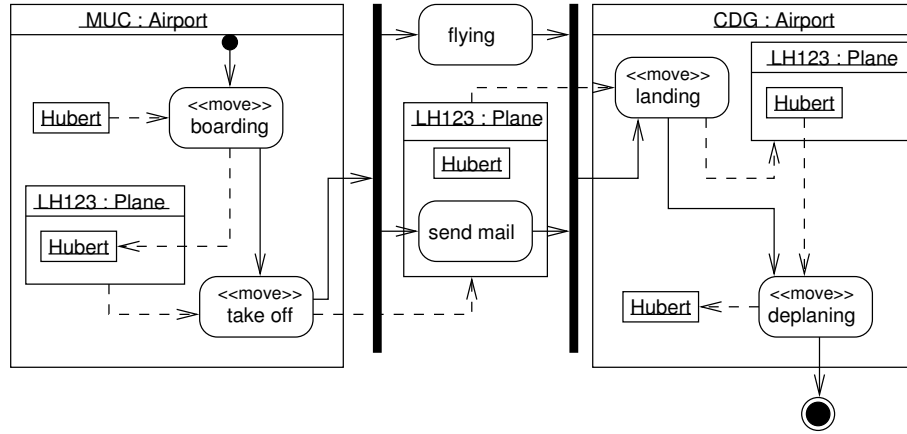 MUC : Airport
<<move>>
boarding
Hubert
LH123 : Plane
Hubert
<<move>>
take off
flying
LH123 : Plane
Hubert
send mail
CDG : Airport
<<move>>
landing
LH123 : Plane
Hubert
<<move>>
deplaning
Hubert